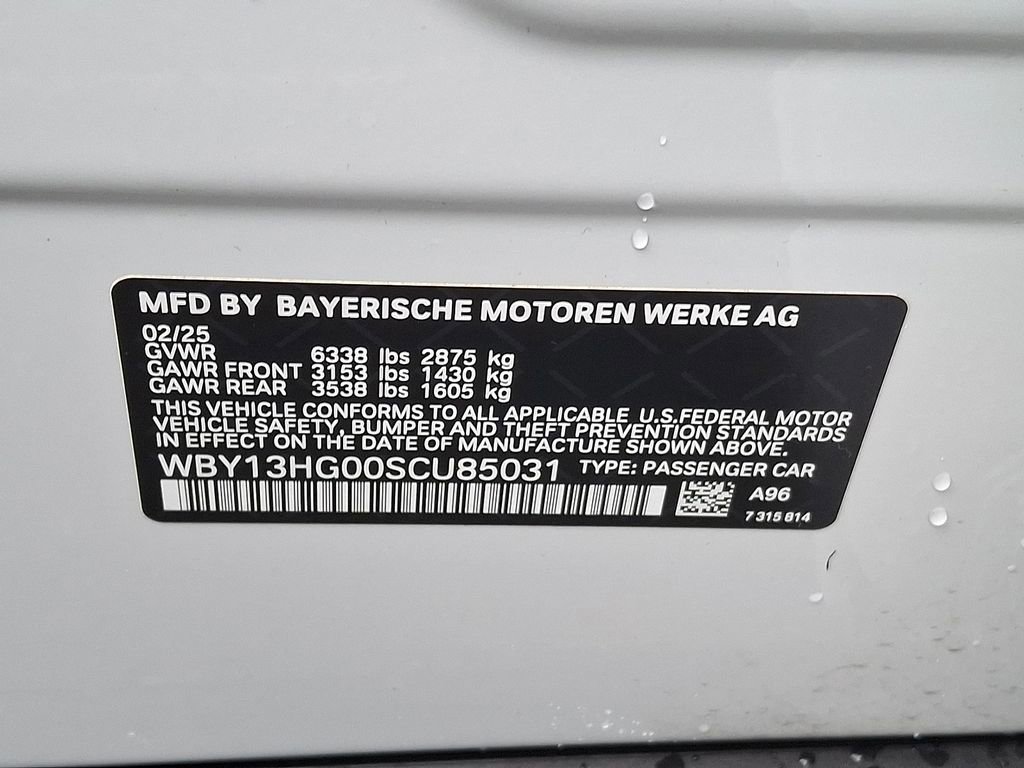 MFD BY BAYERISCHE MOTOREN WERKE AG
02/25
GVWR 6338 lbs 2875 kg
GAWR FRONT 3153 lbs 1430 kg
GAWR REAR 3538 lbs 1605 kg
THIS VEHICLE CONFORMS TO ALL APPLICABLE U.S.FEDERAL MOTOR
VEHICLE SAFETY, BUMPER AND THEFT PREVENTION STANDARDS
IN EFFECT ON THE DATE OF MANUFACTURE SHOWN ABOVE.
WBY13HG00SCU85031 TYPE: PASSENGER CAR
A96
7 315 814